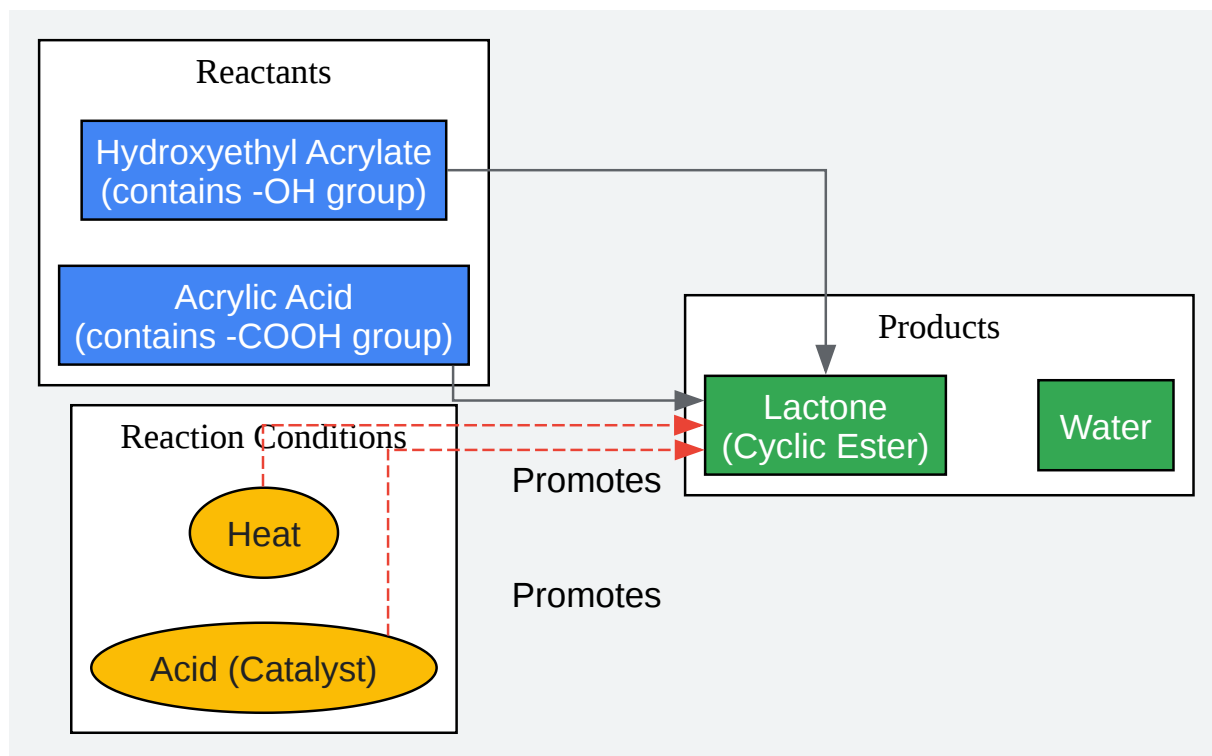 Reactants
Hydroxyethyl Acrylate
(contains -OH group)
Acrylic Acid
(contains -COOH group)
Products
Lactone
(Cyclic Ester)
Water
Reaction Conditions
Promotes
Heat
Promotes
Acid (Catalyst)